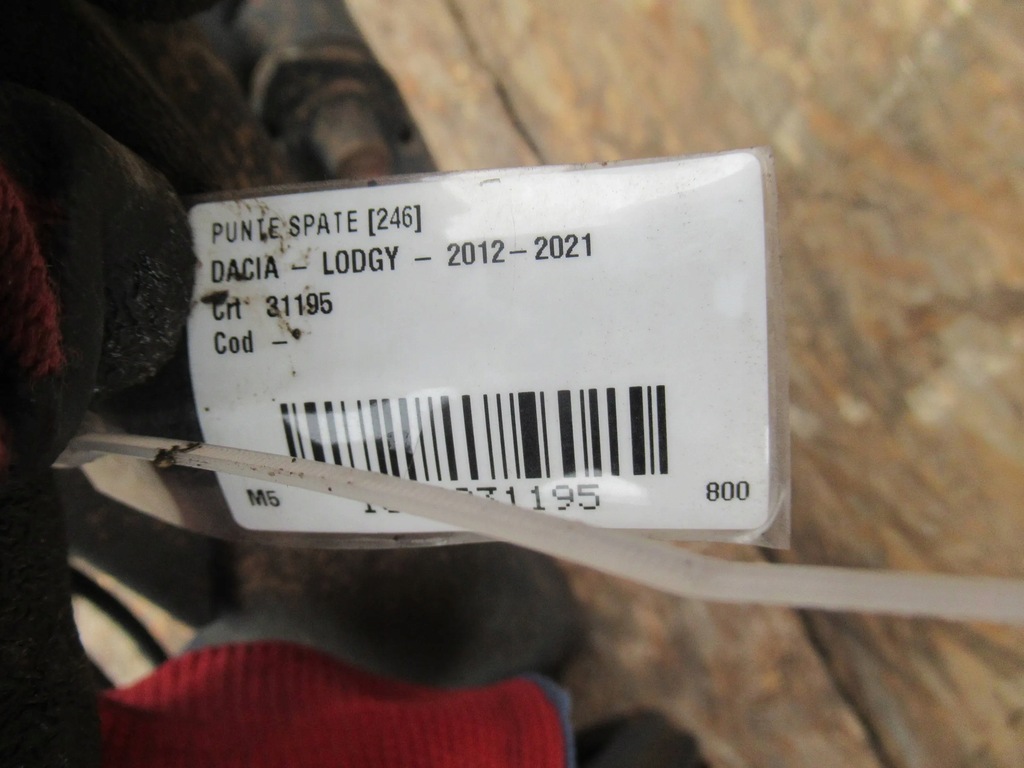 PUNTE SPATE [246]
DACIA - LODGY - 2012-2021
Crt 31195
Cod -
M5 800